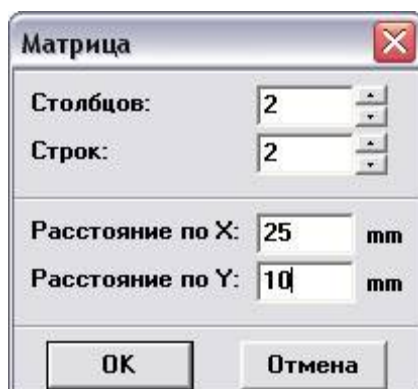 Матрица
Столбцов: 2
Строк: 2
Расстояние по X: 25 mm
Расстояние по Y: 10 mm
OK Отмена